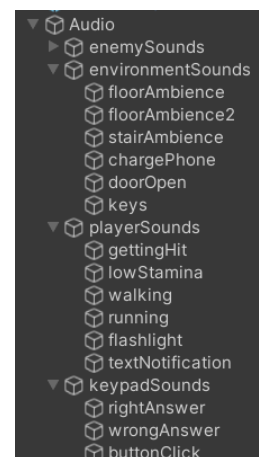 Audio
enemySounds
environmentSounds
floorAmbience
floorAmbience2
stairAmbience
chargePhone
doorOpen
keys
playerSounds
gettingHit
lowStamina
walking
running
flashlight
textNotification
keypadSounds
rightAnswer
wrongAnswer
buttonClick